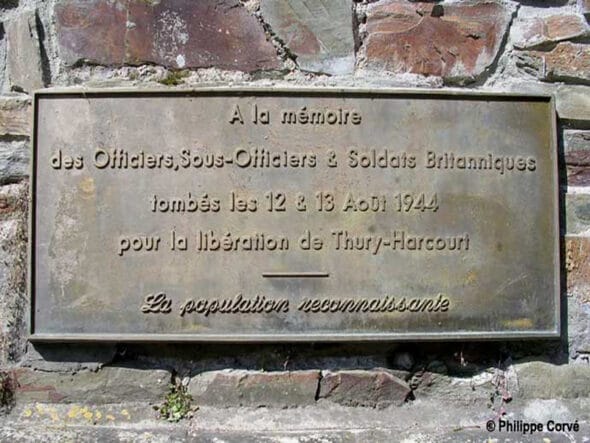 A la mémoire
des Officiers, Sous-Officiers & Soldats Britanniques
tombés les 12 & 13 Août 1944
pour la libération de Thury-Harcourt
La population reconnaissante
© Philippe Corvé